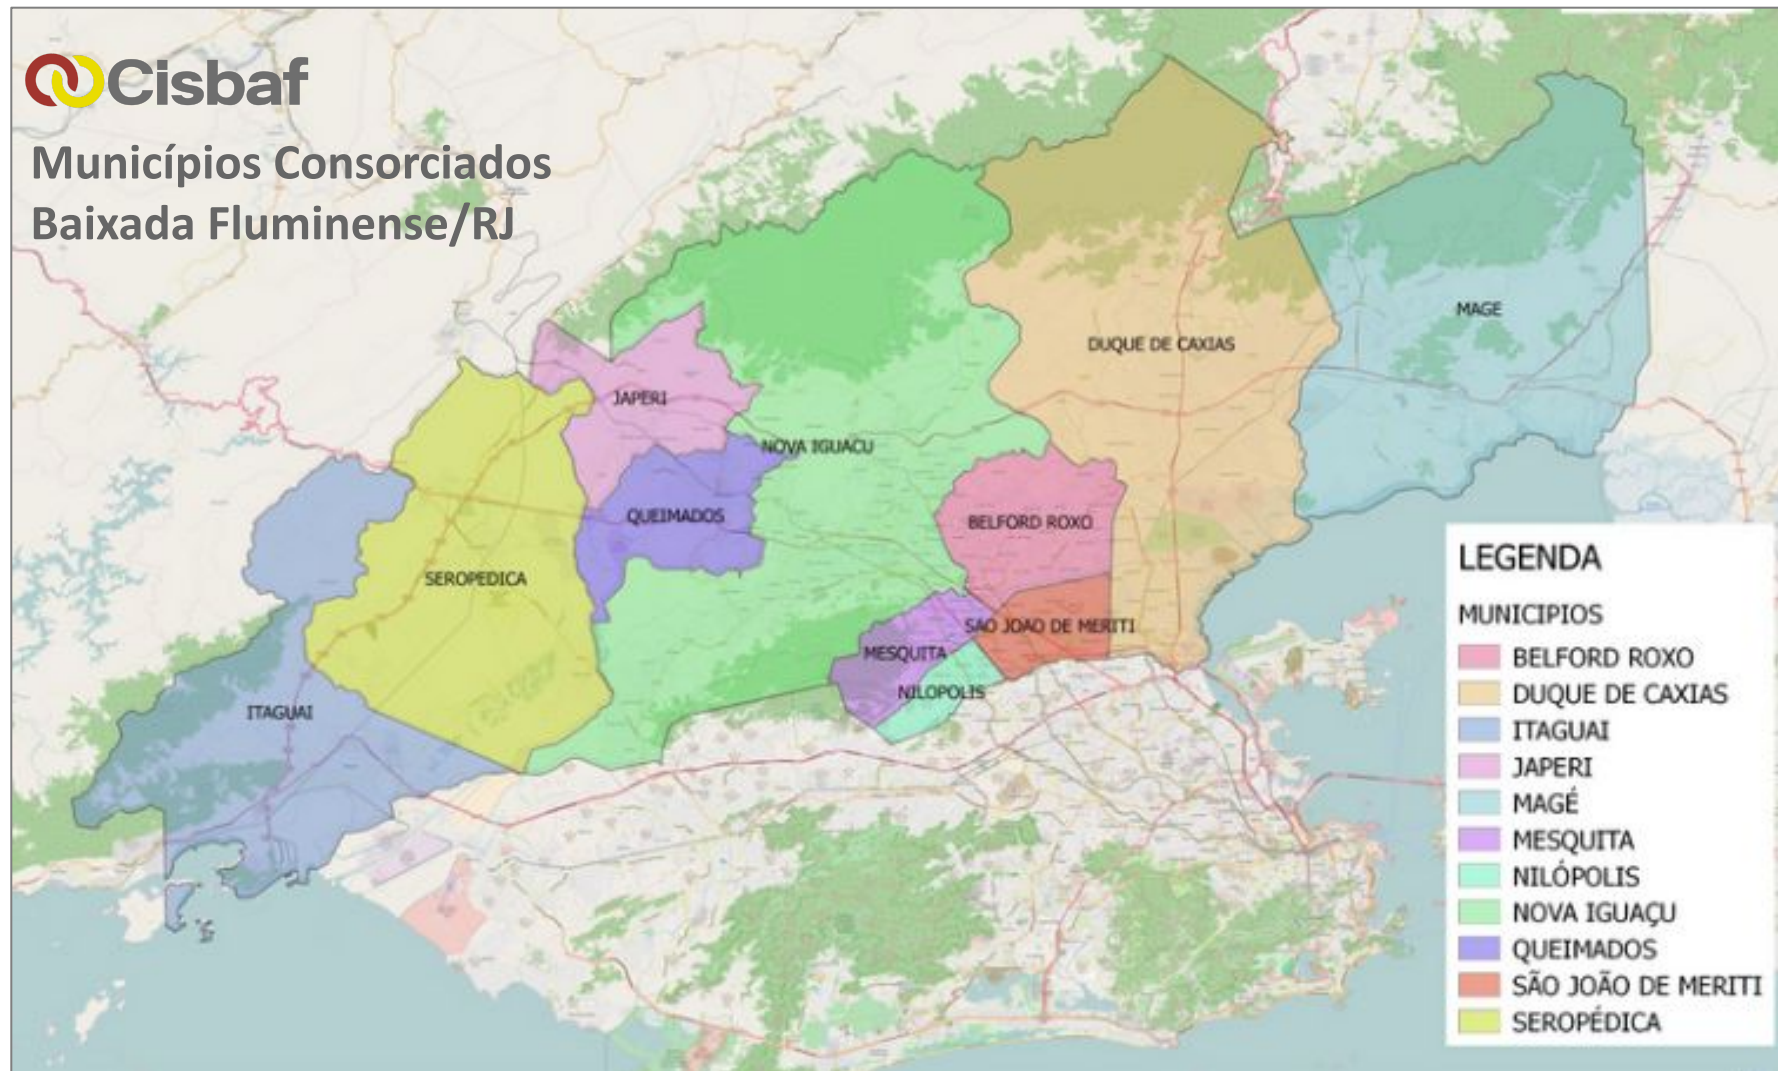 Cisbaf
Municípios Consorciados
Baixada Fluminense/RJ
MAGE
DUQUE DE CAXIAS
JAPERI
NOVA IGUAÇU
QUEIMADOS
BELFORD ROXO
SEROPEDICA
SAO JOAO DE MERITI
MESQUITA
NILOPOLIS
ITAGUAI
LEGENDA
MUNICIPIOS
BELFORD ROXO
DUQUE DE CAXIAS
ITAGUAI
JAPERI
MAGÉ
MESQUITA
NILÓPOLIS
NOVA IGUAÇU
QUEIMADOS
SÃO JOÃO DE MERITI
SEROPÉDICA